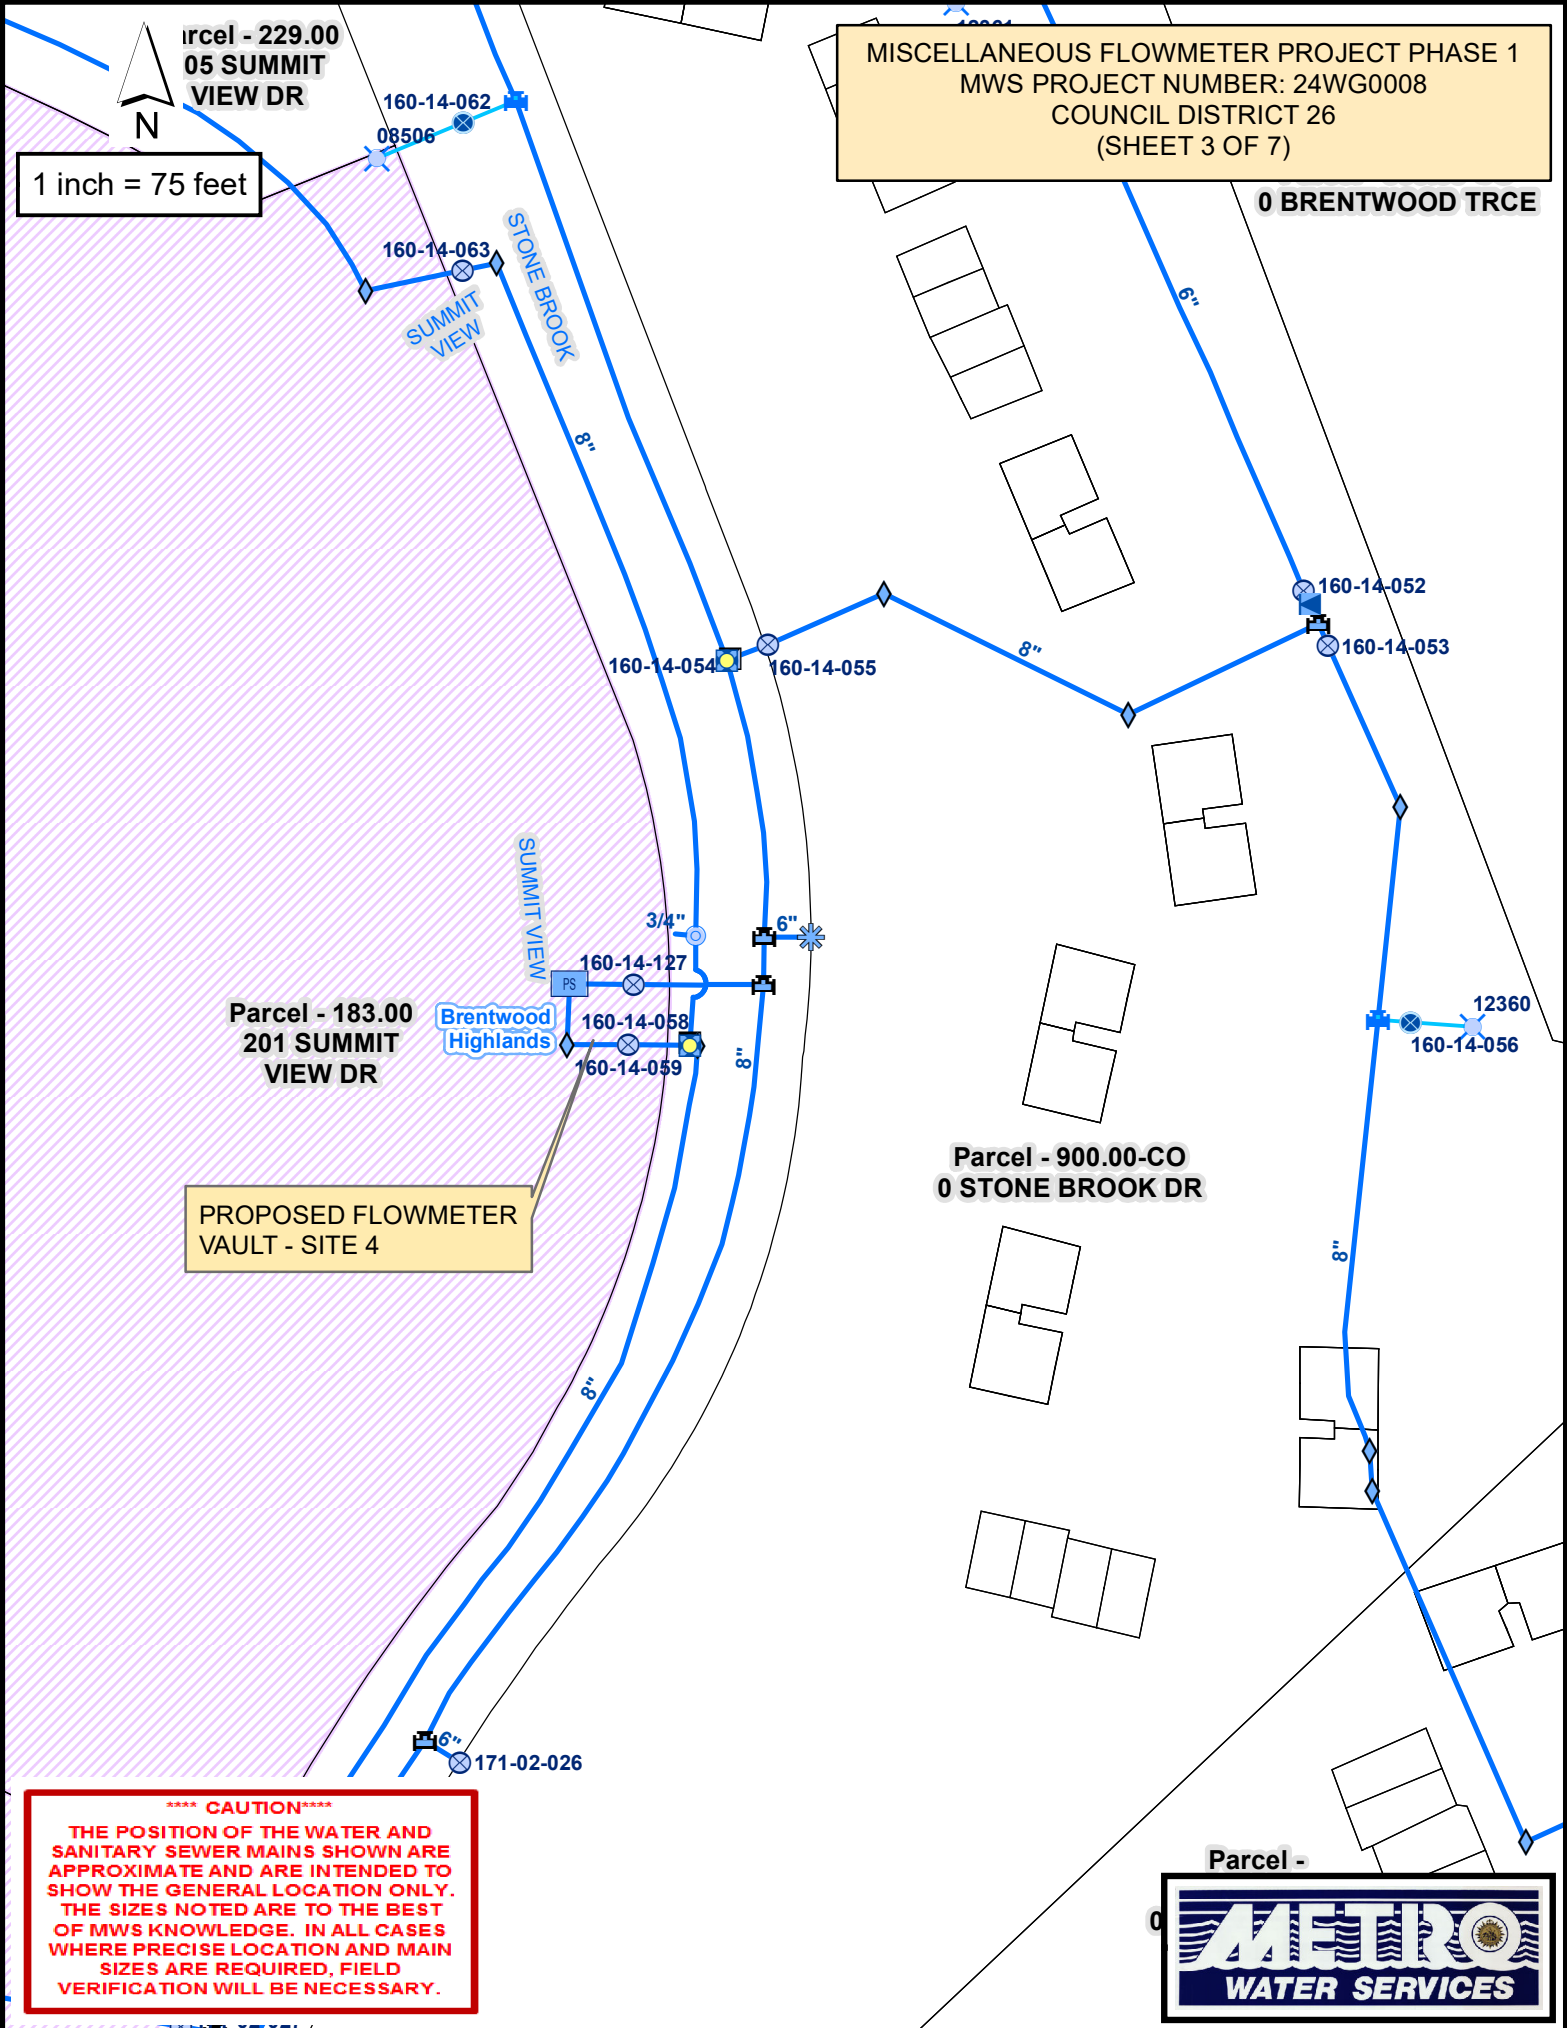 rcel - 229.00
05 SUMMIT
VIEW DR
N
1 inch = 75 feet
MISCELLANEOUS FLOWMETER PROJECT PHASE 1
MWS PROJECT NUMBER: 24WG0008
COUNCIL DISTRICT 26
(SHEET 3 OF 7)
0 BRENTWOOD TRCE
160-14-062
08506
160-14-063
STONE BROOK
SUMMIT
VIEW
6"
8"
160-14-052
160-14-053
160-14-054
160-14-055
8"
SUMMIT VIEW
3/4"
6"
160-14-127
PS
Parcel - 183.00
201 SUMMIT
VIEW DR
Brentwood
Highlands
160-14-058
160-14-059
8"
12360
160-14-056
Parcel - 900.00-CO
0 STONE BROOK DR
PROPOSED FLOWMETER
VAULT - SITE 4
8"
8"
6"
171-02-026
**** CAUTION****
THE POSITION OF THE WATER AND
SANITARY SEWER MAINS SHOWN ARE
APPROXIMATE AND ARE INTENDED TO
SHOW THE GENERAL LOCATION ONLY.
THE SIZES NOTED ARE TO THE BEST
OF MWS KNOWLEDGE. IN ALL CASES
WHERE PRECISE LOCATION AND MAIN
SIZES ARE REQUIRED, FIELD
VERIFICATION WILL BE NECESSARY.
Parcel -
0
METRO
WATER SERVICES